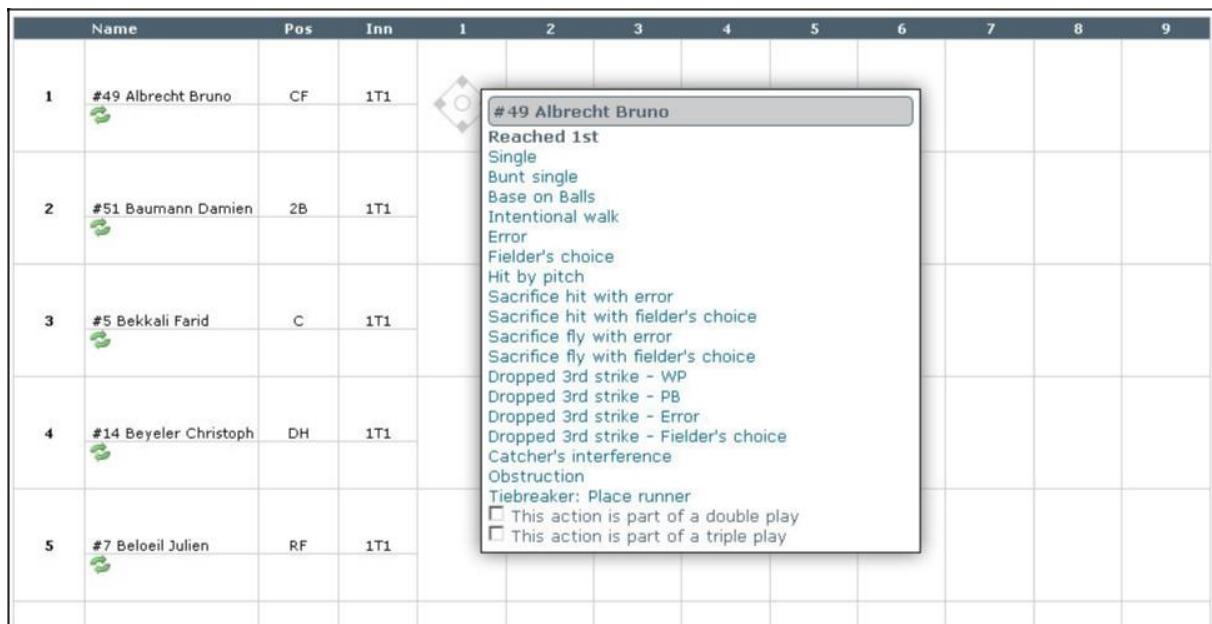 Name Pos Inn 1 2 3 4 5 6 7 8 9
1 #49 Albrecht Bruno CF 1T1
#49 Albrecht Bruno
Reached 1st
Single
Bunt single
Base on Balls
Intentional walk
Error
Fielder's choice
Hit by pitch
Sacrifice hit with error
Sacrifice hit with fielder's choice
Sacrifice fly with error
Sacrifice fly with fielder's choice
Dropped 3rd strike - WP
Dropped 3rd strike - PB
Dropped 3rd strike - Error
Dropped 3rd strike - Fielder's choice
Catcher's interference
Obstruction
Tiebreaker: Place runner
This action is part of a double play
This action is part of a triple play
2 #51 Baumann Damien 2B 1T1
3 #5 Bekkali Farid C 1T1
4 #14 Beyeler Christoph DH 1T1
5 #7 Beloeil Julien RF 1T1